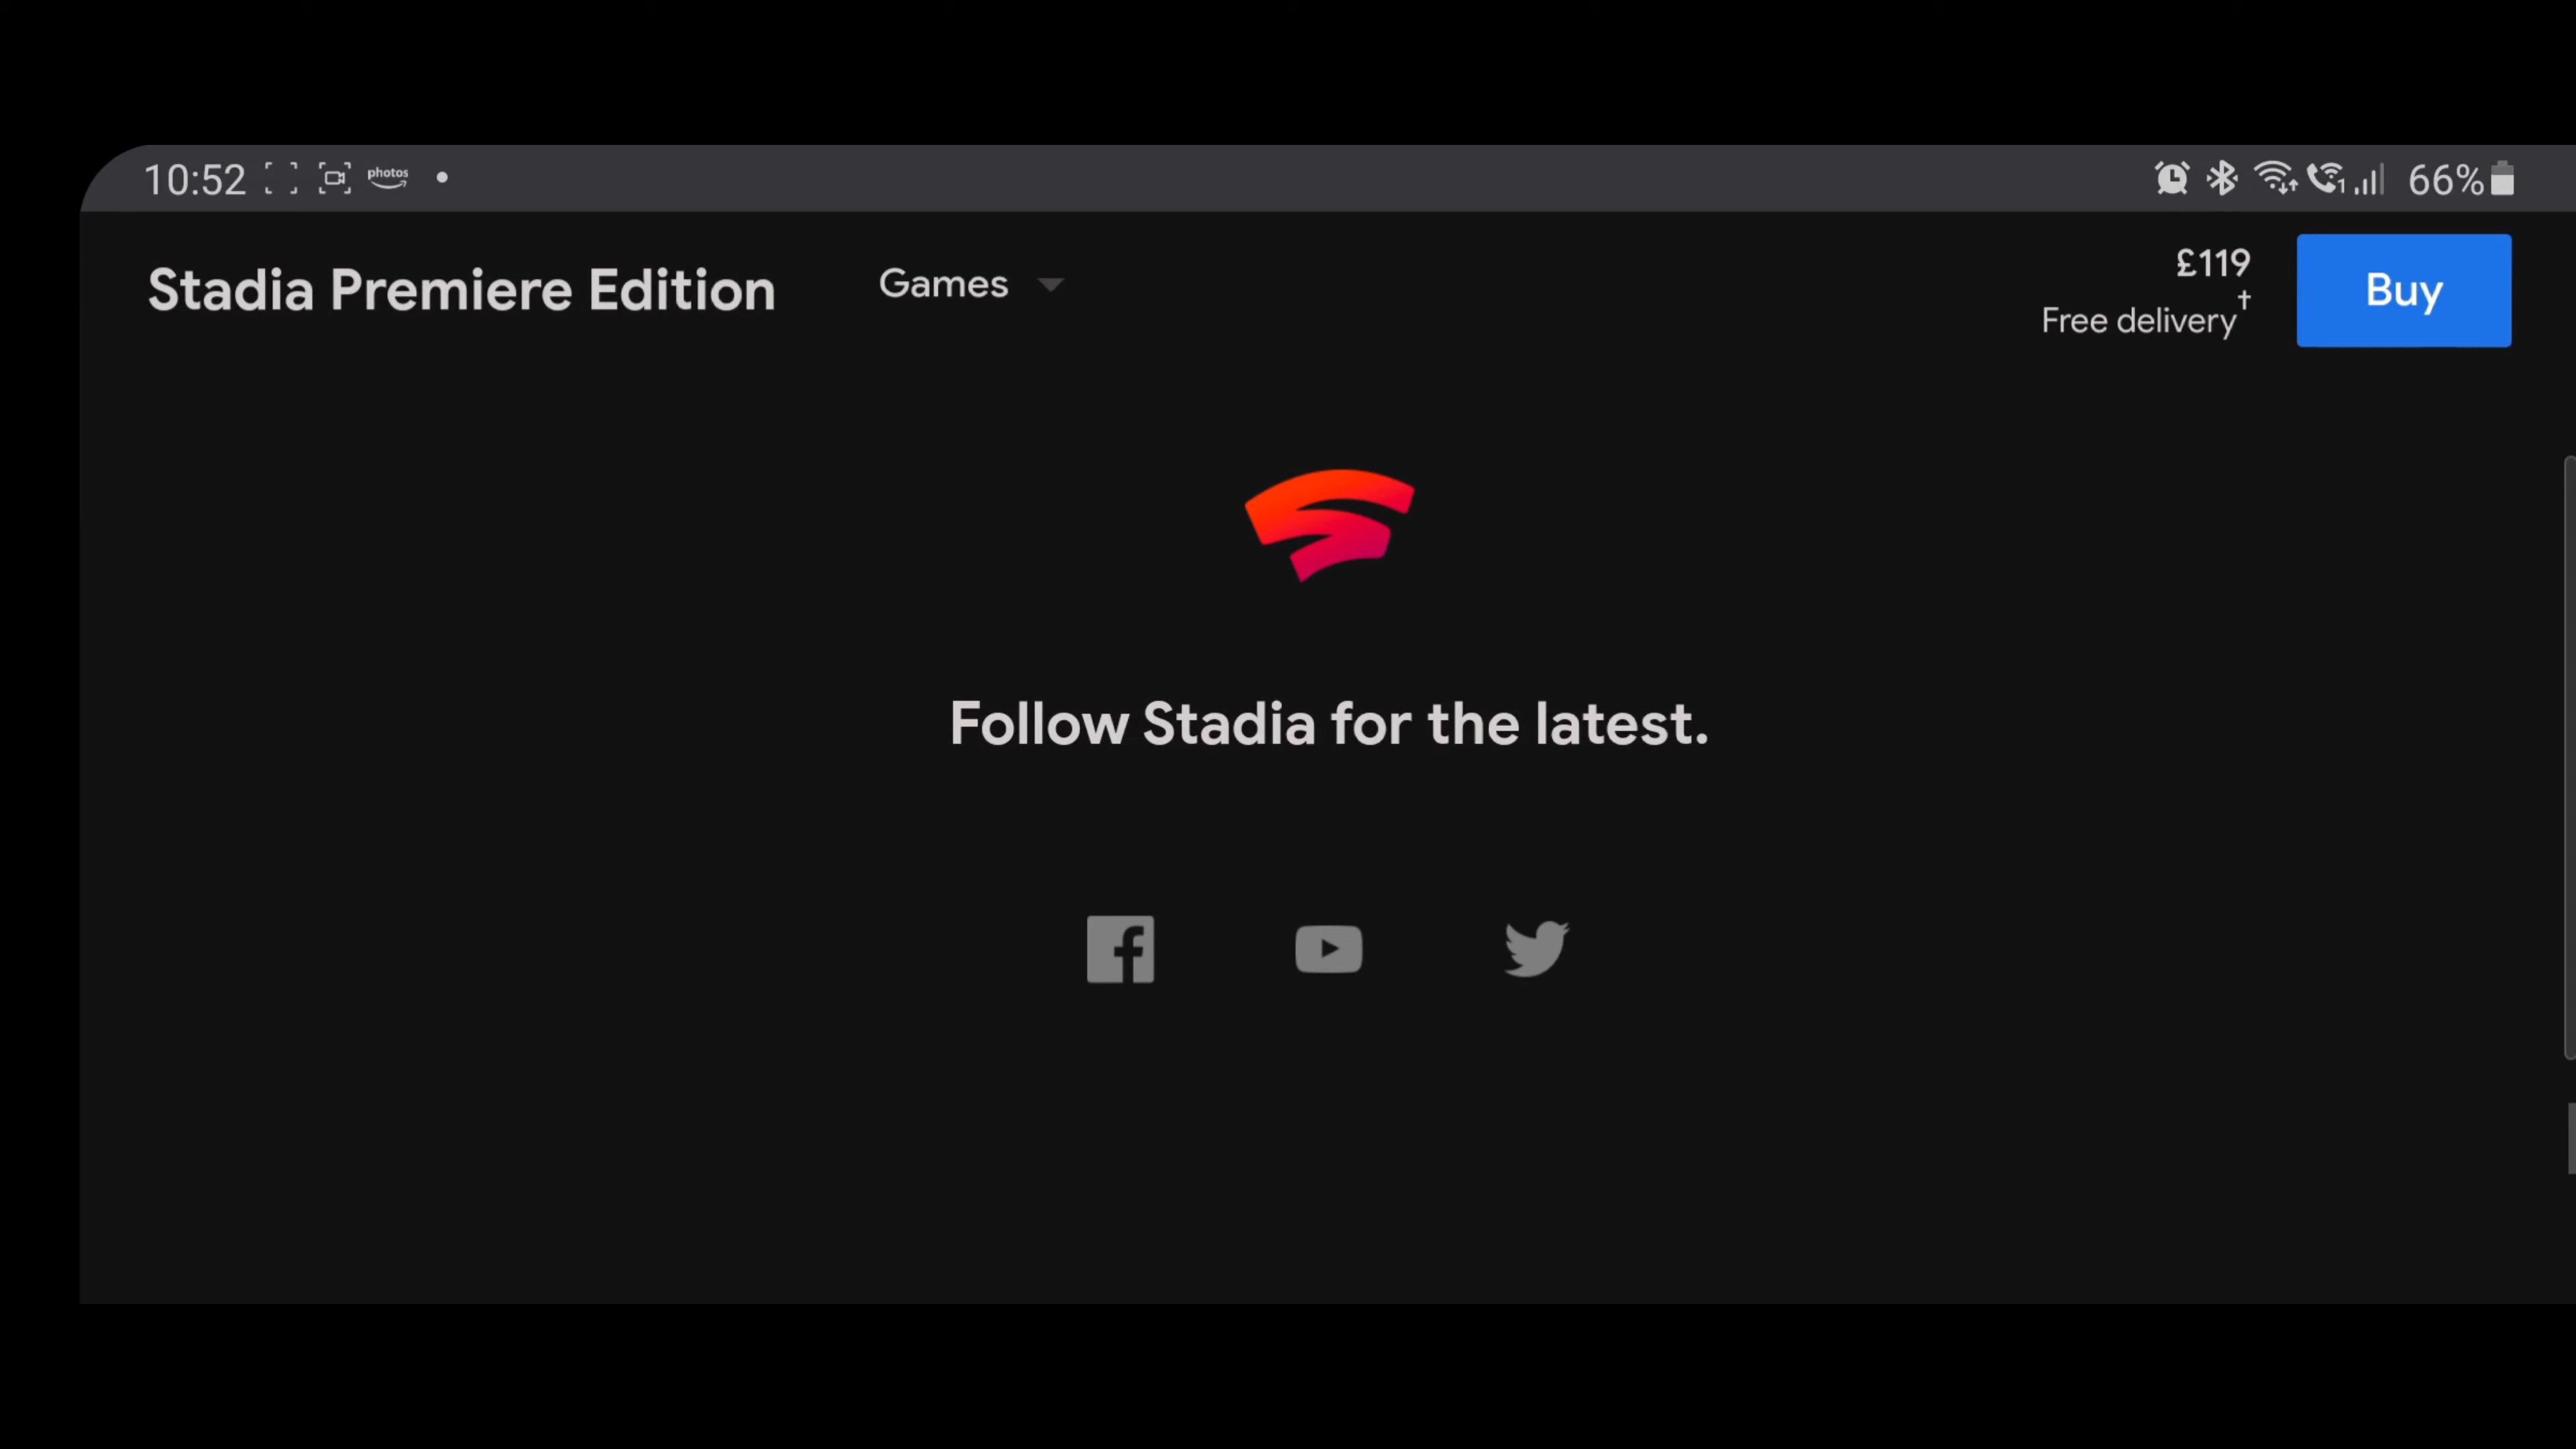 10:52 photos 66%
Stadia Premiere Edition Games £119 Buy
Free delivery†
Follow Stadia for the latest.